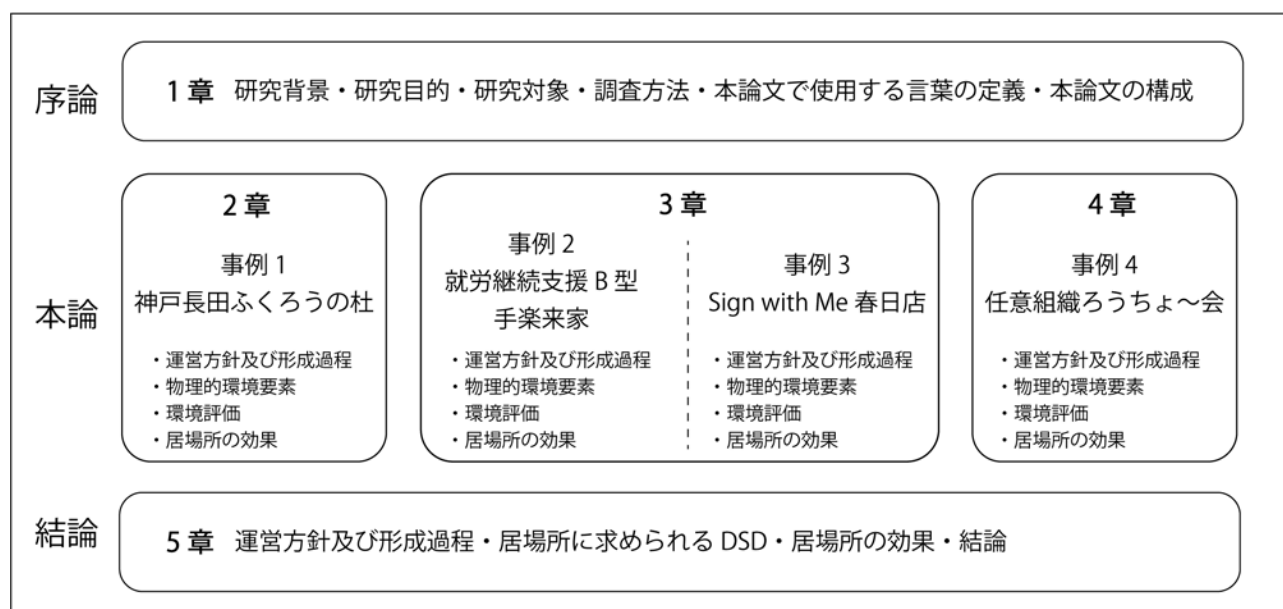 序論
1 章 研究背景・研究目的・研究対象・調査方法・本論文で使用する言葉の定義・本論文の構成
本論
2 章
事例 1
神戸長田ふくろうの杜
・運営方針及び形成過程
・物理的環境要素
・環境評価
・居場所の効果
3 章
事例 2
就労継続支援 B 型
手楽来家
・運営方針及び形成過程
・物理的環境要素
・環境評価
・居場所の効果
事例 3
Sign with Me 春日店
・運営方針及び形成過程
・物理的環境要素
・環境評価
・居場所の効果
4 章
事例 4
任意組織ろうちょ〜会
・運営方針及び形成過程
・物理的環境要素
・環境評価
・居場所の効果
結論
5 章 運営方針及び形成過程・居場所に求められる DSD・居場所の効果・結論